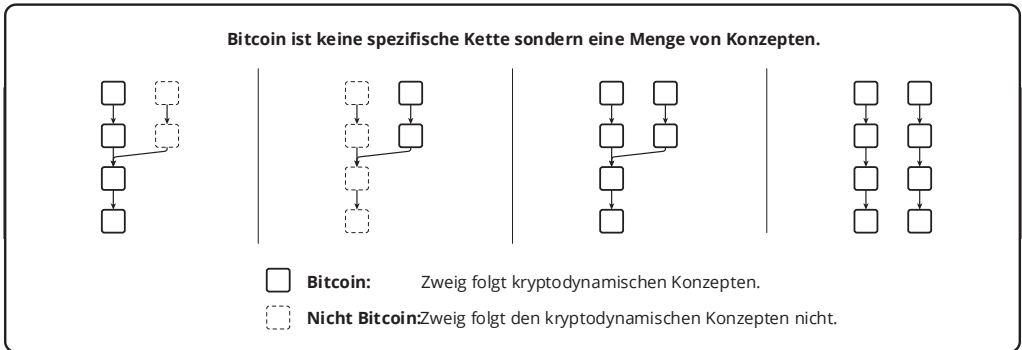 Bitcoin ist keine spezifische Kette sondern eine Menge von Konzepten.
Bitcoin: Zweig folgt kryptodynamischen Konzepten.
Nicht Bitcoin:Zweig folgt den kryptodynamischen Konzepten nicht.